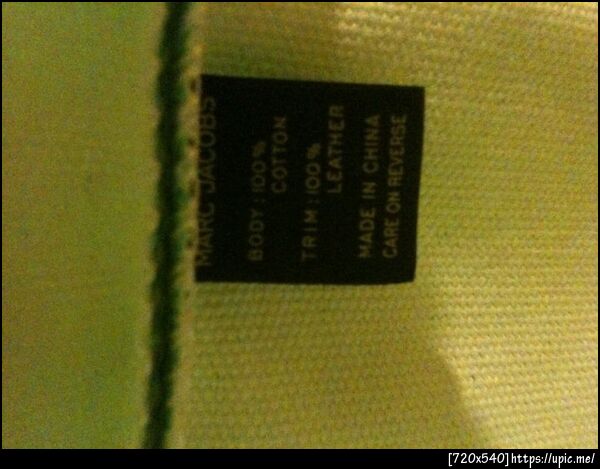 MARC JACOBS
BODY : 100%
COTTON
TRIM : 100%
LEATHER
MADE IN CHINA
CARE ON REVERSE
[720x540]https://upic.me/